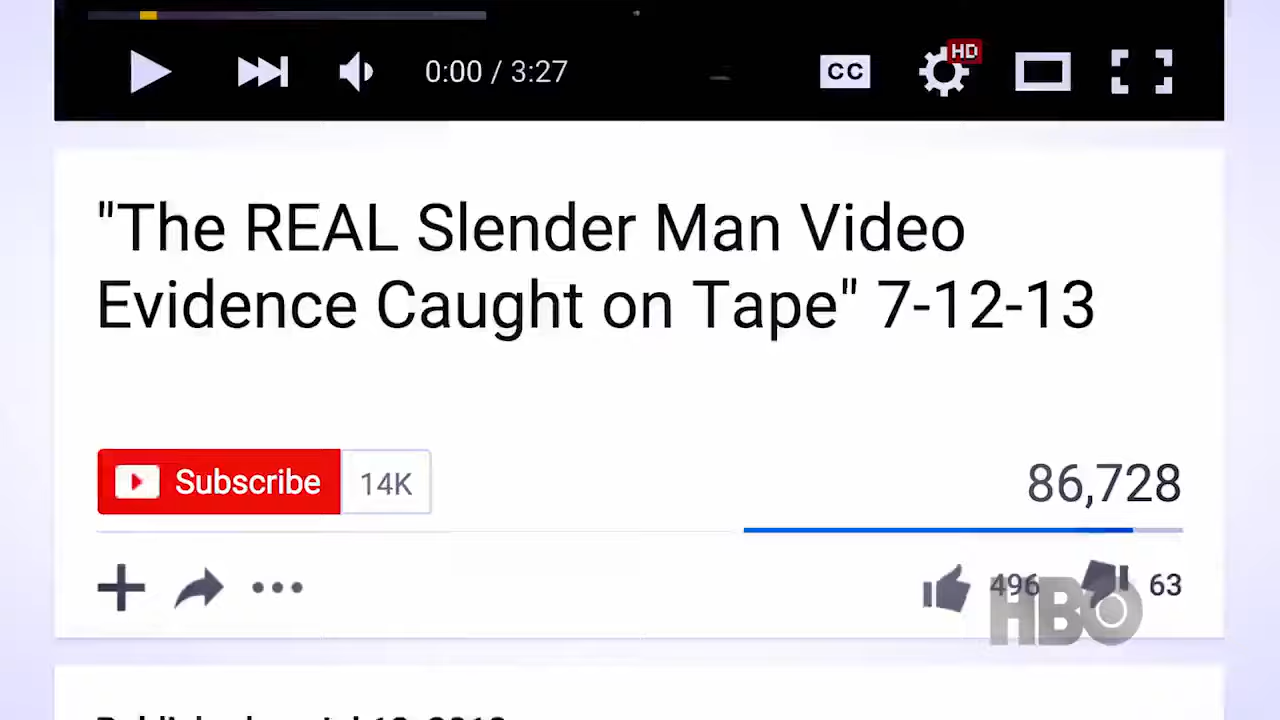 0:00 / 3:27
CC
HD
"The REAL Slender Man Video
Evidence Caught on Tape" 7-12-13
Subscribe
14K
86,728
496
63
HBO